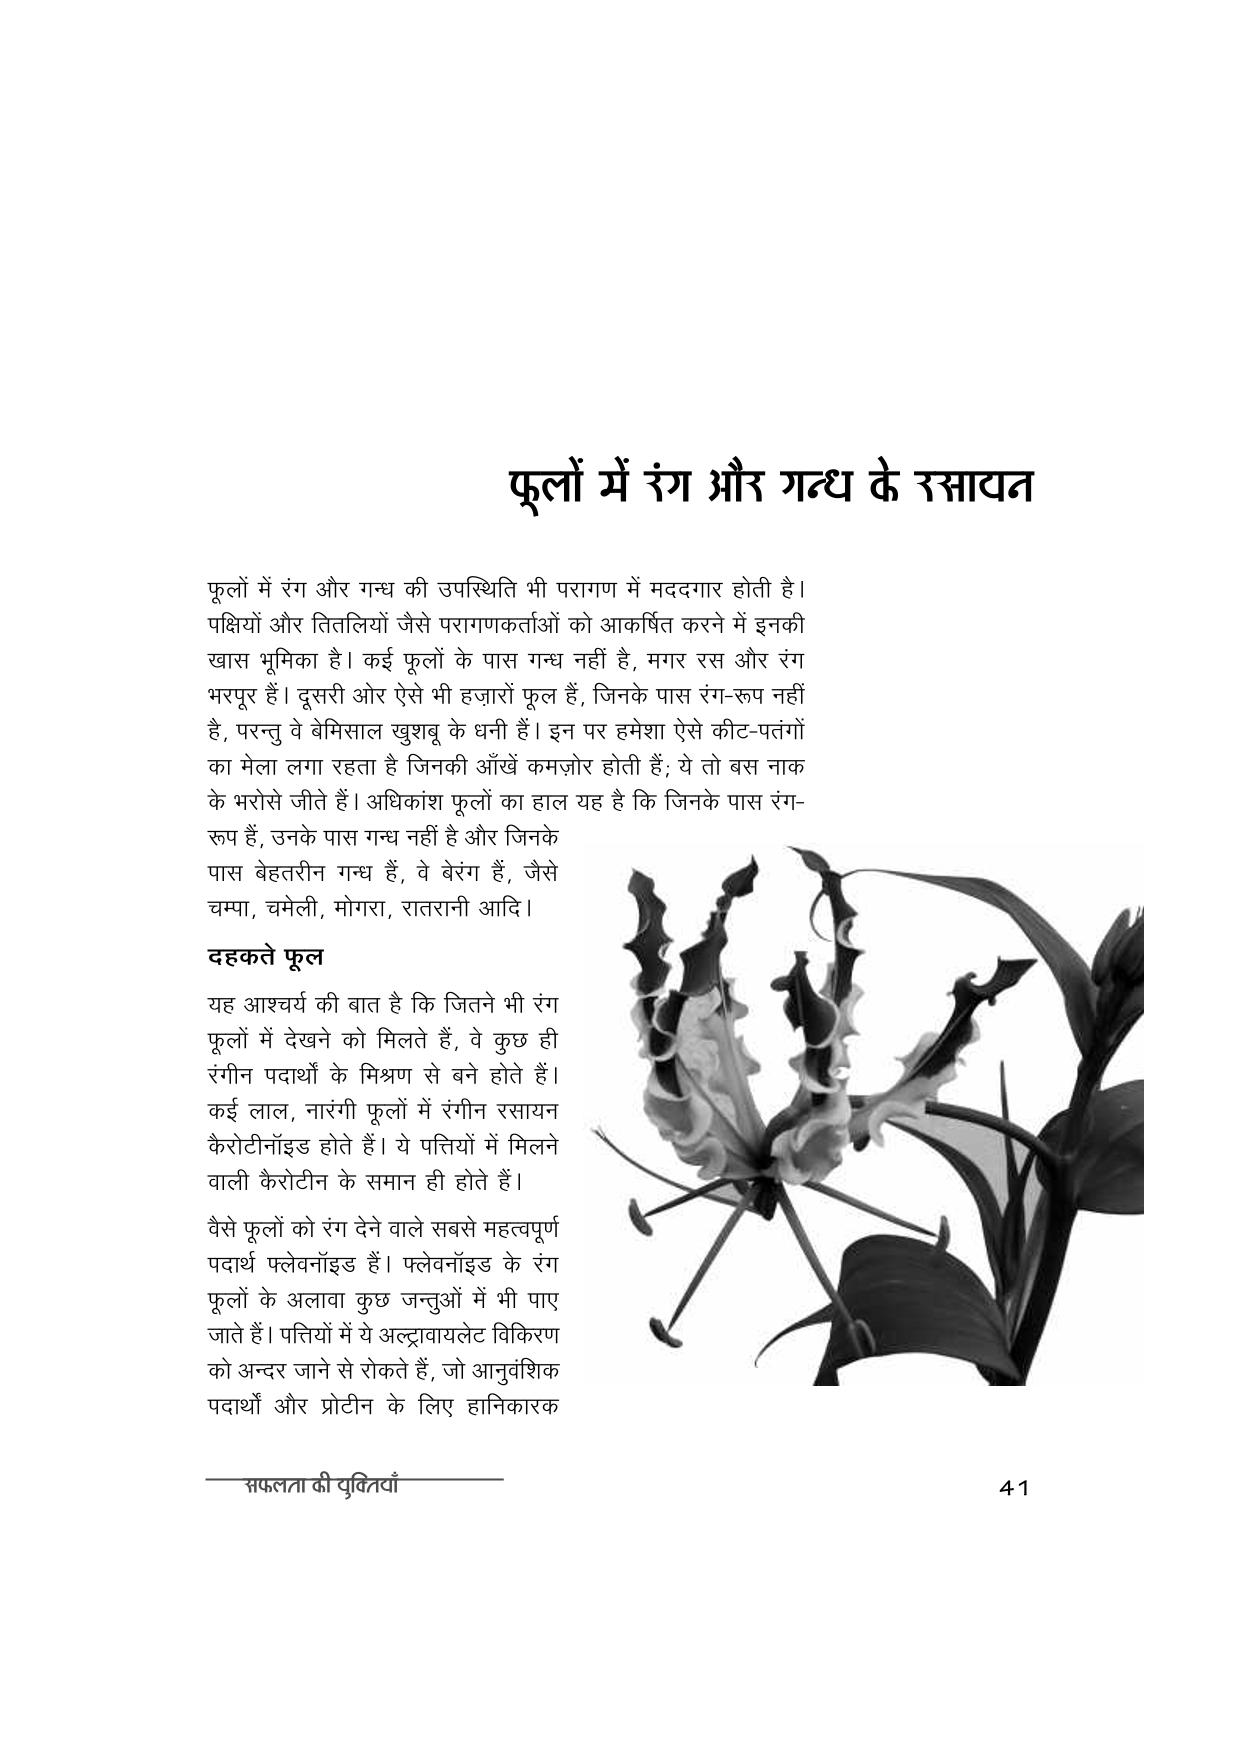 फूलों में रंग और गन्ध के रसायन
फूलों में रंग और गन्ध की उपस्थिति भी परागण में मददगार होती है।
पक्षियों और तितलियों जैसे परागणकर्ताओं को आकर्षित करने में इनकी
खास भूमिका है। कई फूलों के पास गन्ध नहीं है, मगर रस और रंग
भरपूर हैं। दूसरी ओर ऐसे भी हज़ारों फूल हैं, जिनके पास रंग-रूप नहीं
है, परन्तु वे बेमिसाल खुशबू के धनी हैं। इन पर हमेशा ऐसे कीट-पतंगों
का मेला लगा रहता है जिनकी आँखें कमज़ोर होती हैं; ये तो बस नाक
के भरोसे जीते हैं। अधिकांश फूलों का हाल यह है कि जिनके पास रंग-
रूप हैं, उनके पास गन्ध नहीं है और जिनके
पास बेहतरीन गन्ध हैं, वे बेरंग हैं, जैसे
चम्पा, चमेली, मोगरा, रातरानी आदि।
दहकते फूल
यह आश्चर्य की बात है कि जितने भी रंग
फूलों में देखने को मिलते हैं, वे कुछ ही
रंगीन पदार्थों के मिश्रण से बने होते हैं।
कई लाल, नारंगी फूलों में रंगीन रसायन
कैरोटीनॉइड होते हैं। ये पत्तियों में मिलने
वाली कैरोटीन के समान ही होते हैं।
वैसे फूलों को रंग देने वाले सबसे महत्वपूर्ण
पदार्थ फ्लेवनॉइड हैं। फ्लेवनॉइड के रंग
फूलों के अलावा कुछ जन्तुओं में भी पाए
जाते हैं। पत्तियों में ये अल्ट्रावायलेट विकिरण
को अन्दर जाने से रोकते हैं, जो आनुवंशिक
पदार्थों और प्रोटीन के लिए हानिकारक
सफलता की युक्तियाँ
41